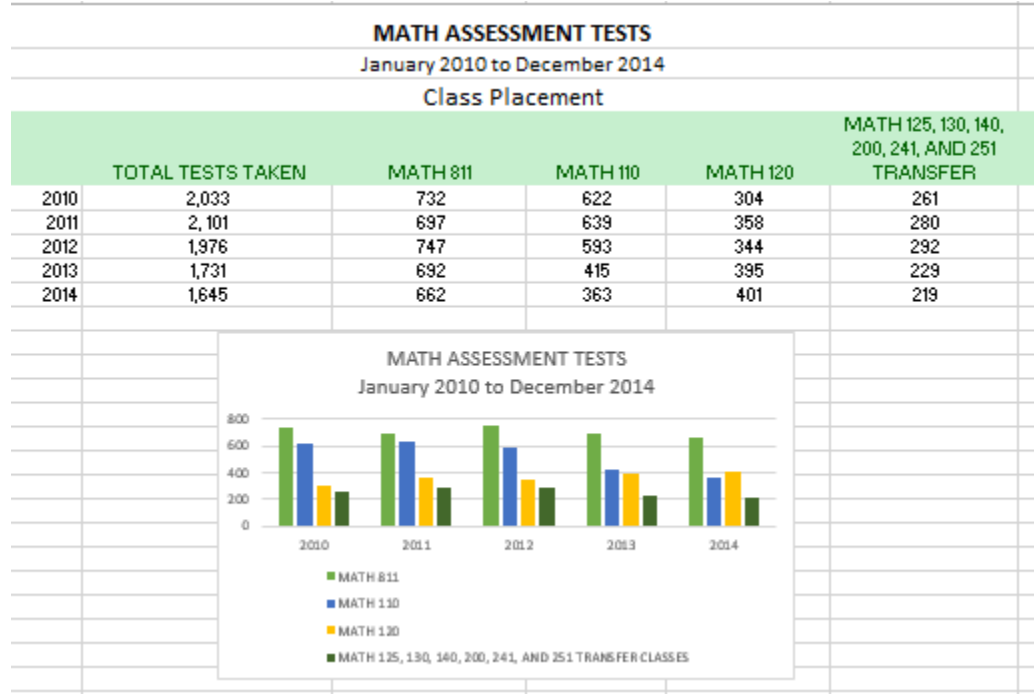 MATH ASSESSMENT TESTS
January 2010 to December 2014
Class Placement
MATH 125, 130, 140,
200, 241, AND 251
TOTAL TESTS TAKEN MATH 811 MATH 110 MATH 120 TRANSFER
2010 2,033 732 622 304 261
2011 2, 101 697 639 358 280
2012 1,976 747 593 344 292
2013 1,731 692 415 395 229
2014 1,645 662 363 401 219
MATH ASSESSMENT TESTS
January 2010 to December 2014
800
600
400
200
0
2010 2011 2012 2013 2014
MATH 811
MATH 110
MATH 120
MATH 125, 130, 140, 200, 241, AND 251 TRANSFER CLASSES